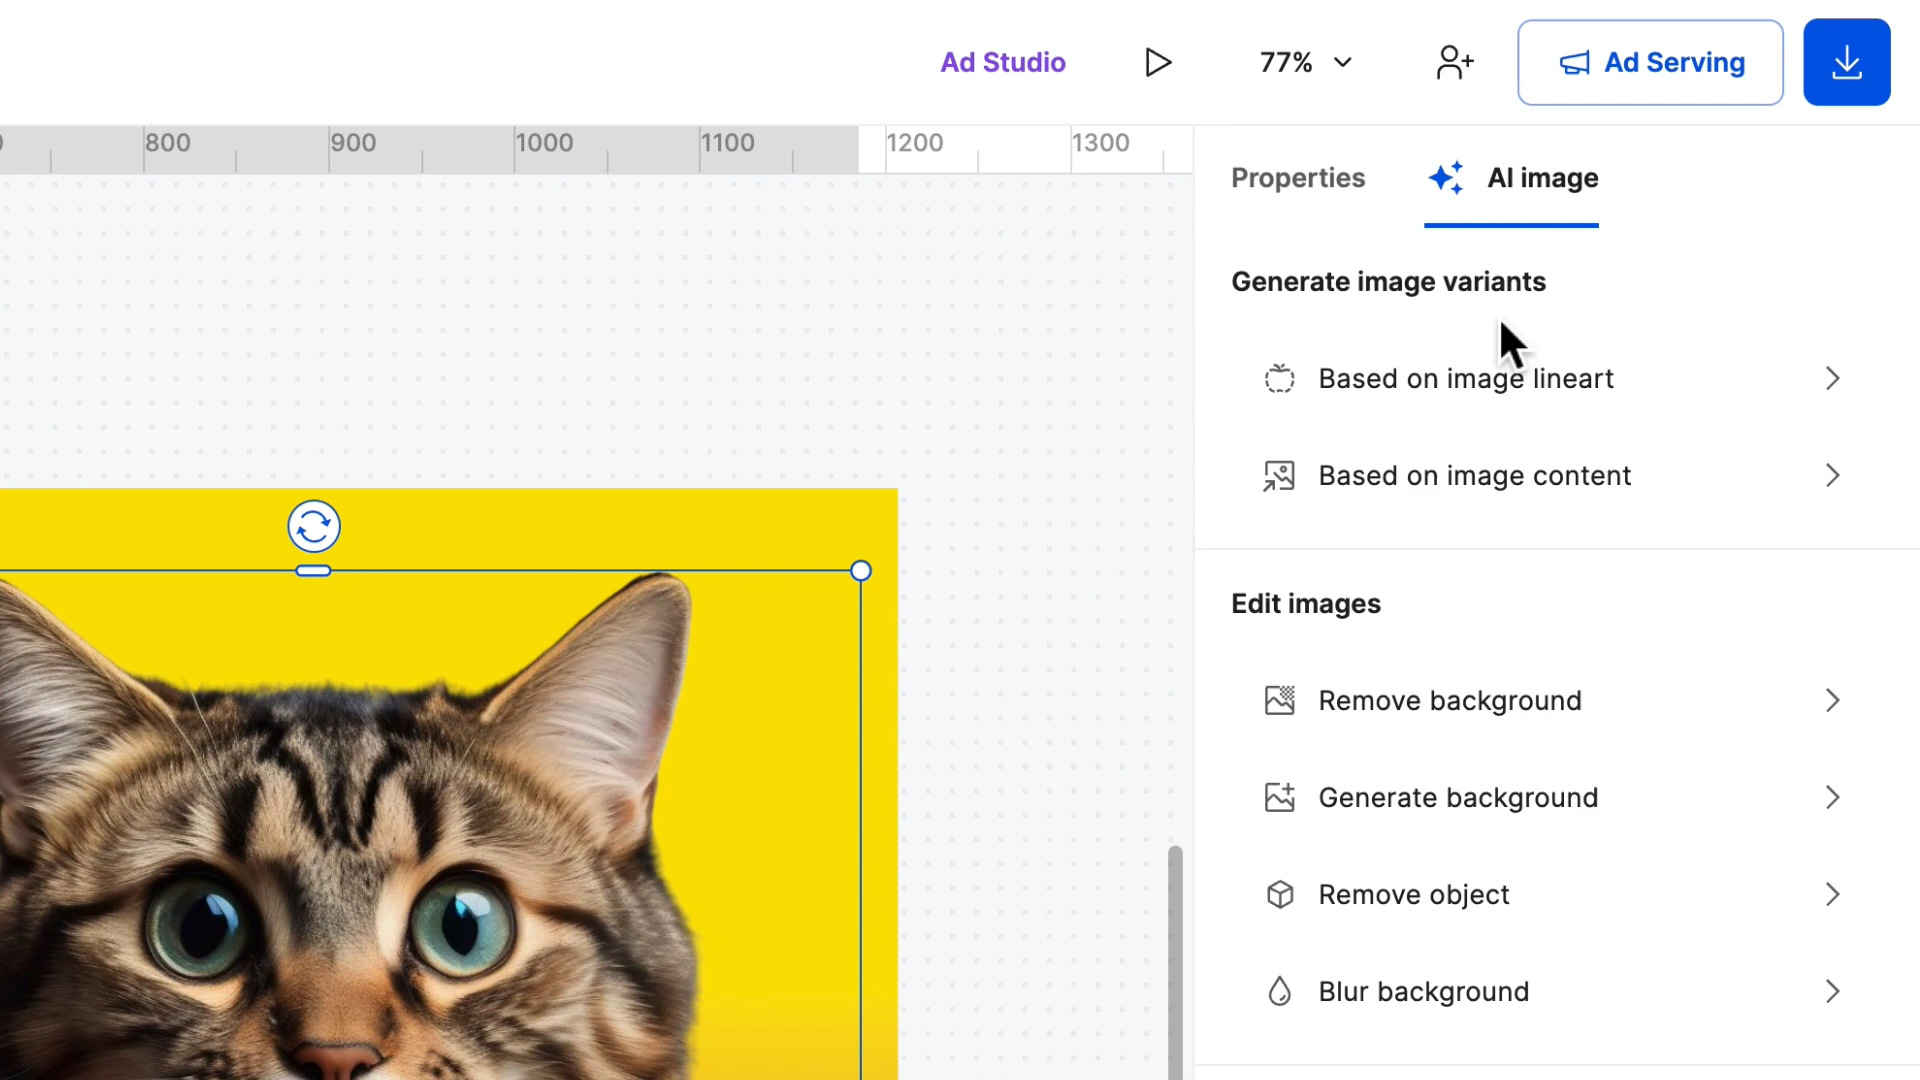 Ad Studio
77%
Ad Serving
800
900
1000
1100
1200
1300
Properties
AI image
Generate image variants
Based on image lineart
Based on image content
Edit images
Remove background
Generate background
Remove object
Blur background